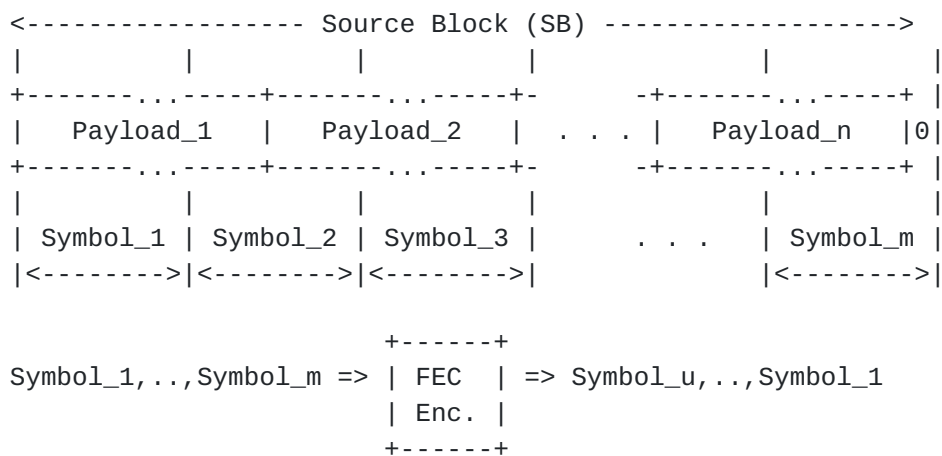 <------------------ Source Block (SB) ------------------->
|          |          |          |              |          |
+-------...-----+-------...-----+-      -+-------...-----+ |
|   Payload_1   |   Payload_2   |  . . . |   Payload_n   |0|
+-------...-----+-------...-----+-      -+-------...-----+ |
|          |          |          |              |          |
| Symbol_1 | Symbol_2 | Symbol_3 |      . . .   | Symbol_m |
|<-------->|<-------->|<-------->|              |<-------->|
+------+
Symbol_1,..,Symbol_m => | FEC  | => Symbol_u,..,Symbol_1
| Enc. |
+------+